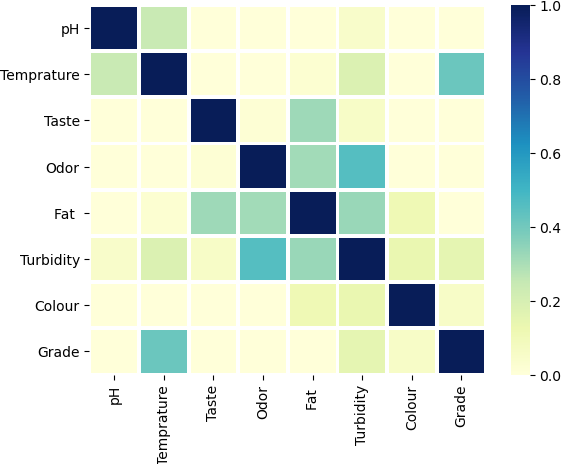 pH
Temprature
Taste
Odor
Fat
Turbidity
Colour
Grade
pH
Temprature
Taste
Odor
Fat
Turbidity
Colour
Grade
1.0
0.8
0.6
0.4
0.2
0.0